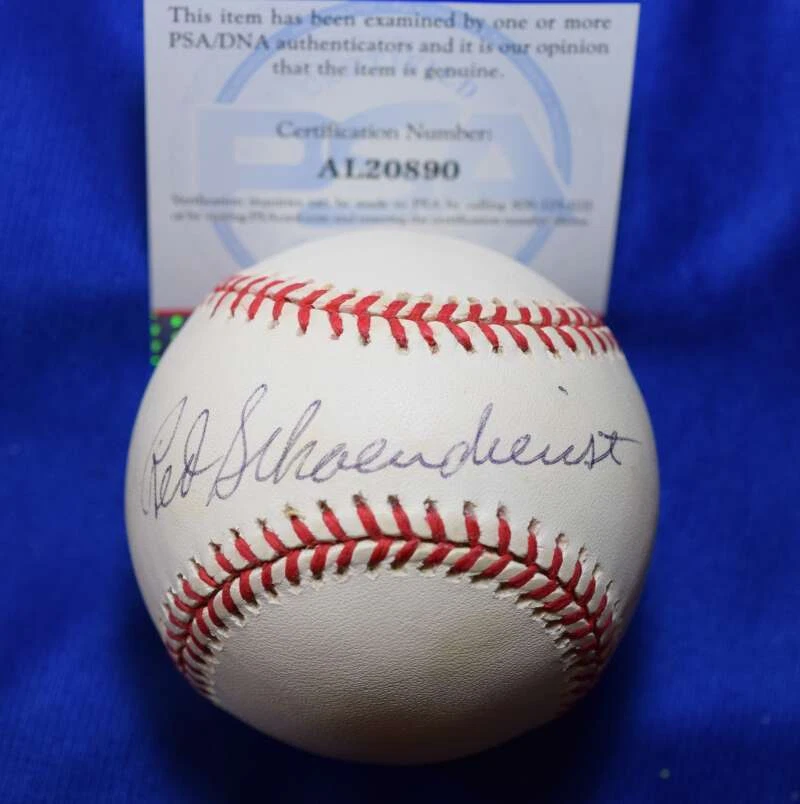 This item has been examined by one or more
PSA/DNA authenticators and it is our opinion
that the item is genuine.
PSA
Certification Number:
AL20890
Red Schoendienst